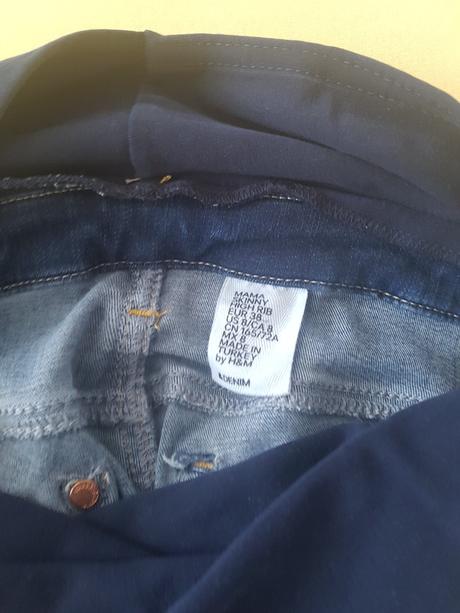 MAMA
SKINNY
HIGH RIB
EUR 38
US 8/CA 8
CN 165/72A
MX 8
MADE IN
TURKEY
by H&M
&DENIM